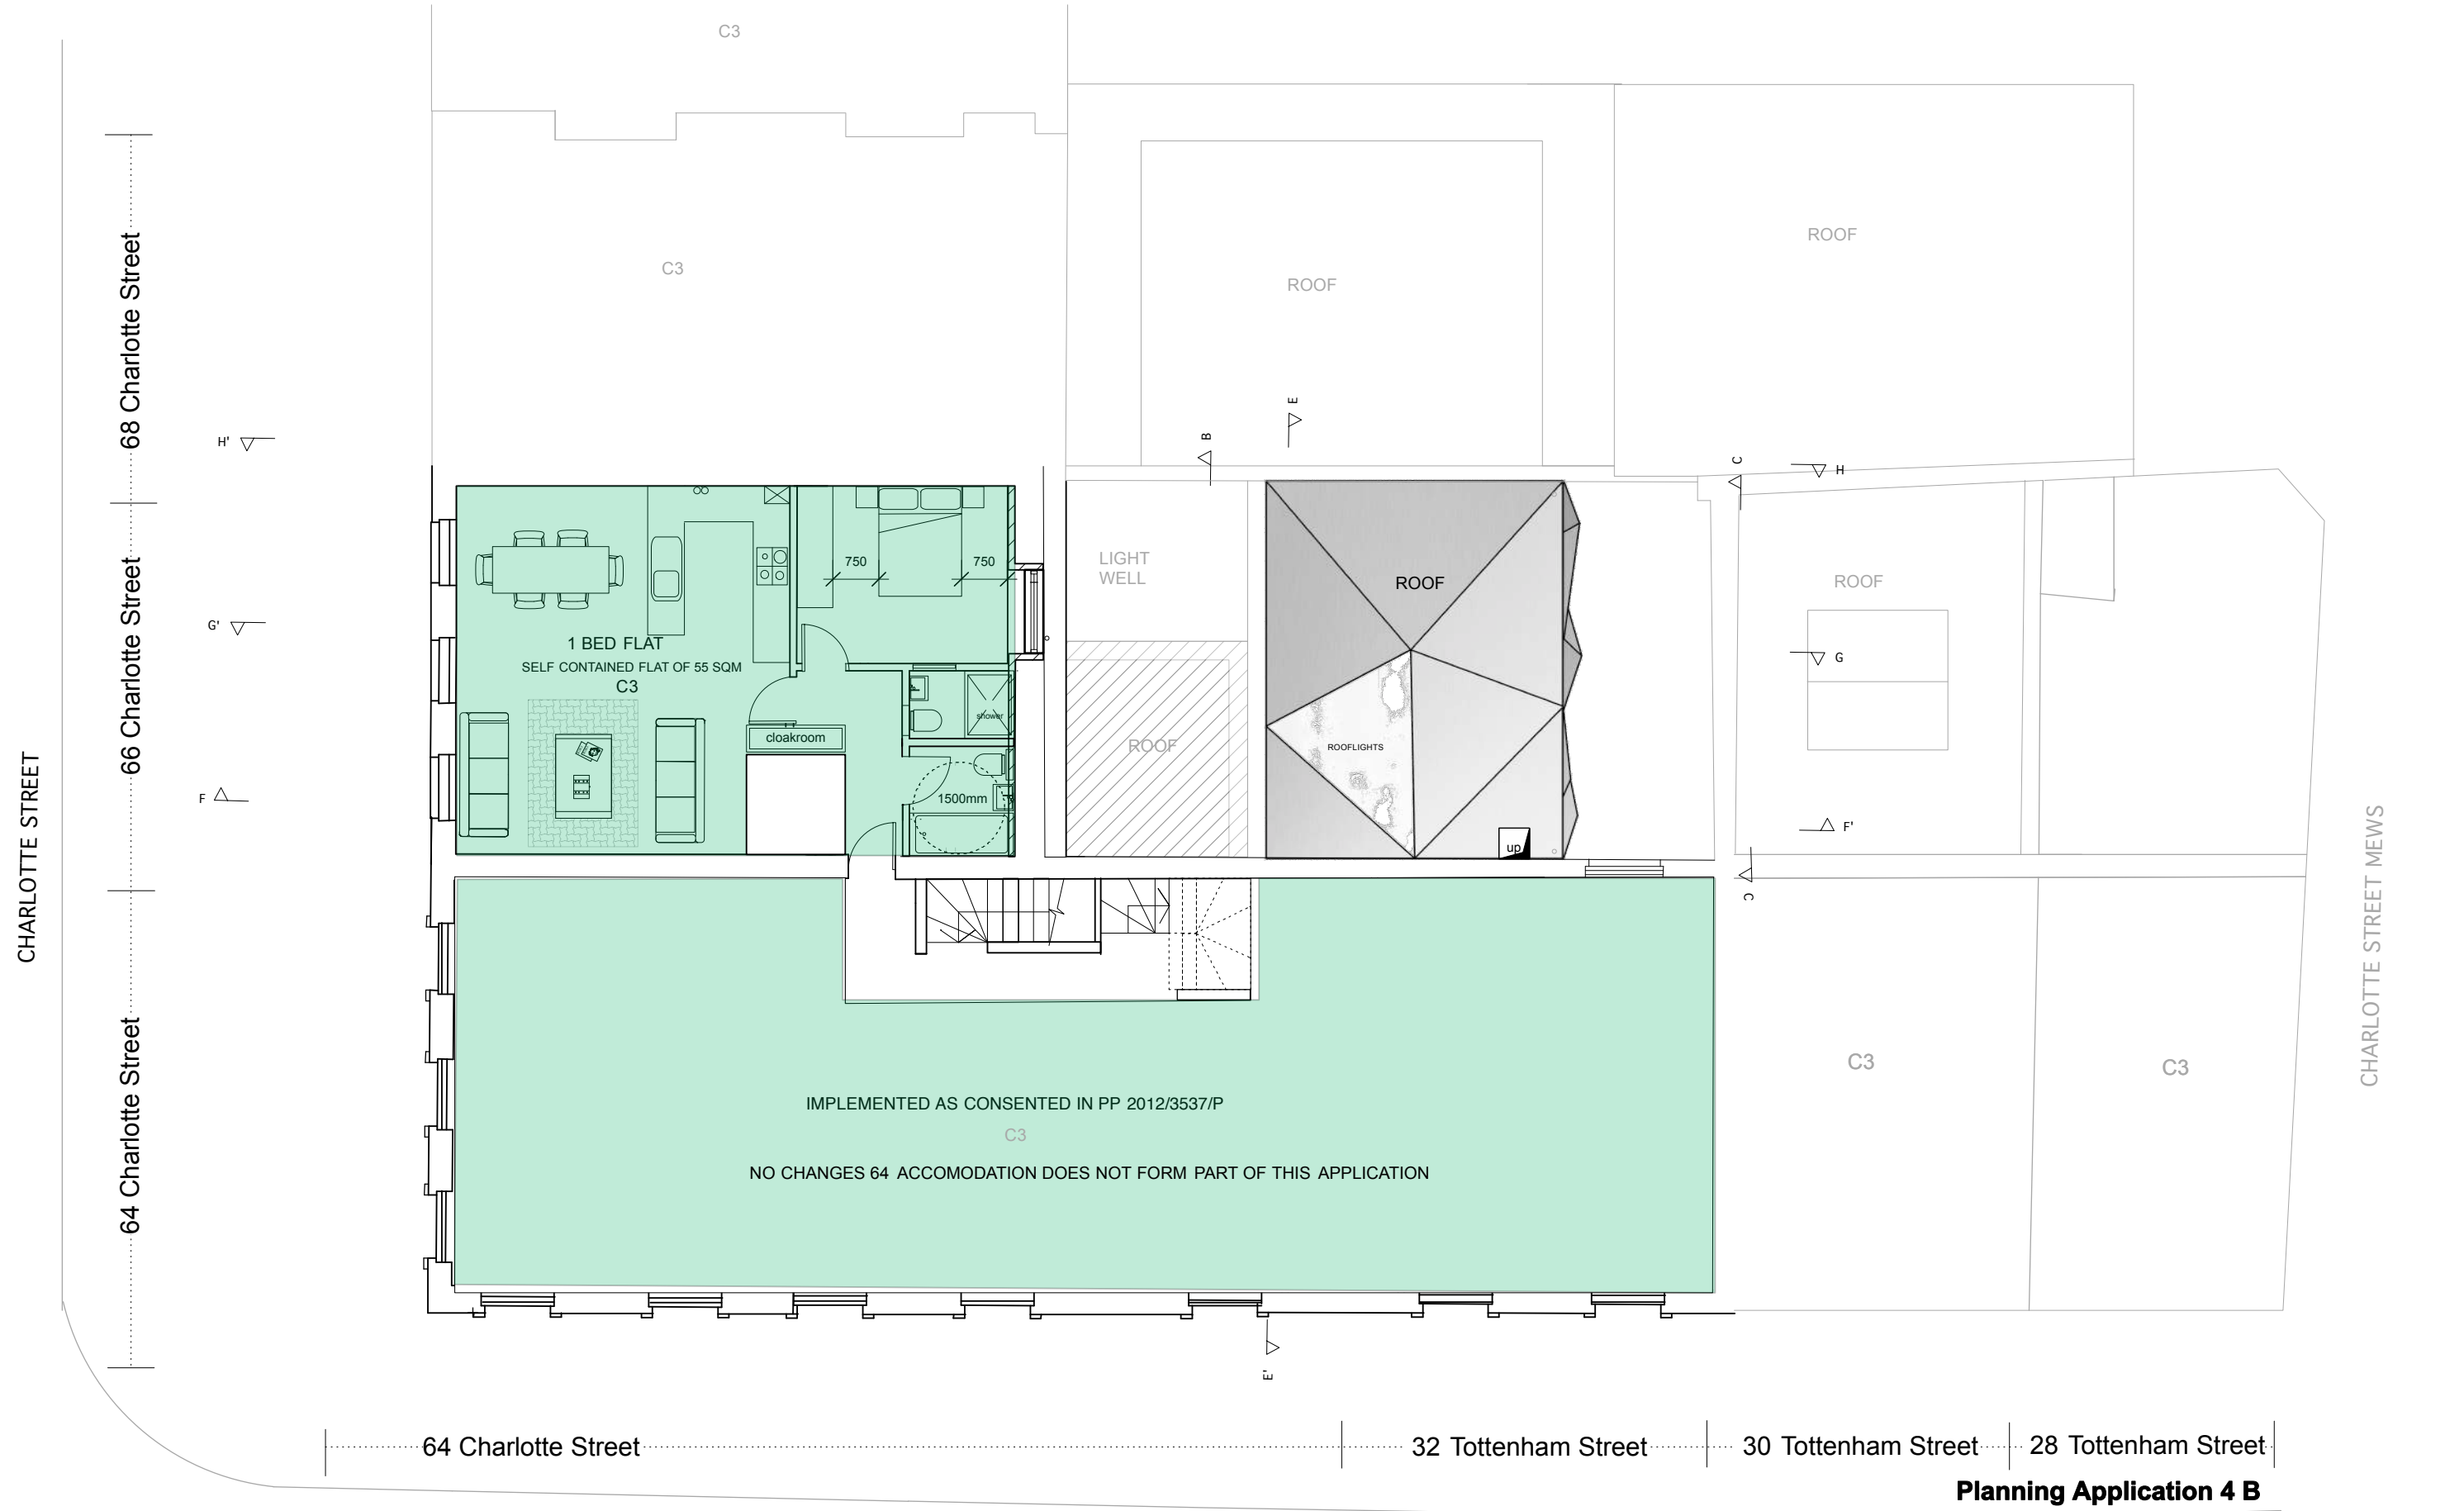 C3
C3
ROOF
ROOF
68 Charlotte Street
66 Charlotte Street
64 Charlotte Street
CHARLOTTE STREET
H'
G'
F
B
E
C
H
750
750
1 BED FLAT
SELF CONTAINED FLAT OF 55 SQM
C3
shower
cloakroom
1500mm
LIGHT
WELL
ROOF
ROOF
ROOFLIGHTS
up
ROOF
G
F'
C
CHARLOTTE STREET MEWS
IMPLEMENTED AS CONSENTED IN PP 2012/3537/P
C3
NO CHANGES 64 ACCOMODATION DOES NOT FORM PART OF THIS APPLICATION
C3
C3
E'
64 Charlotte Street
32 Tottenham Street
30 Tottenham Street
28 Tottenham Street
Planning Application 4 B